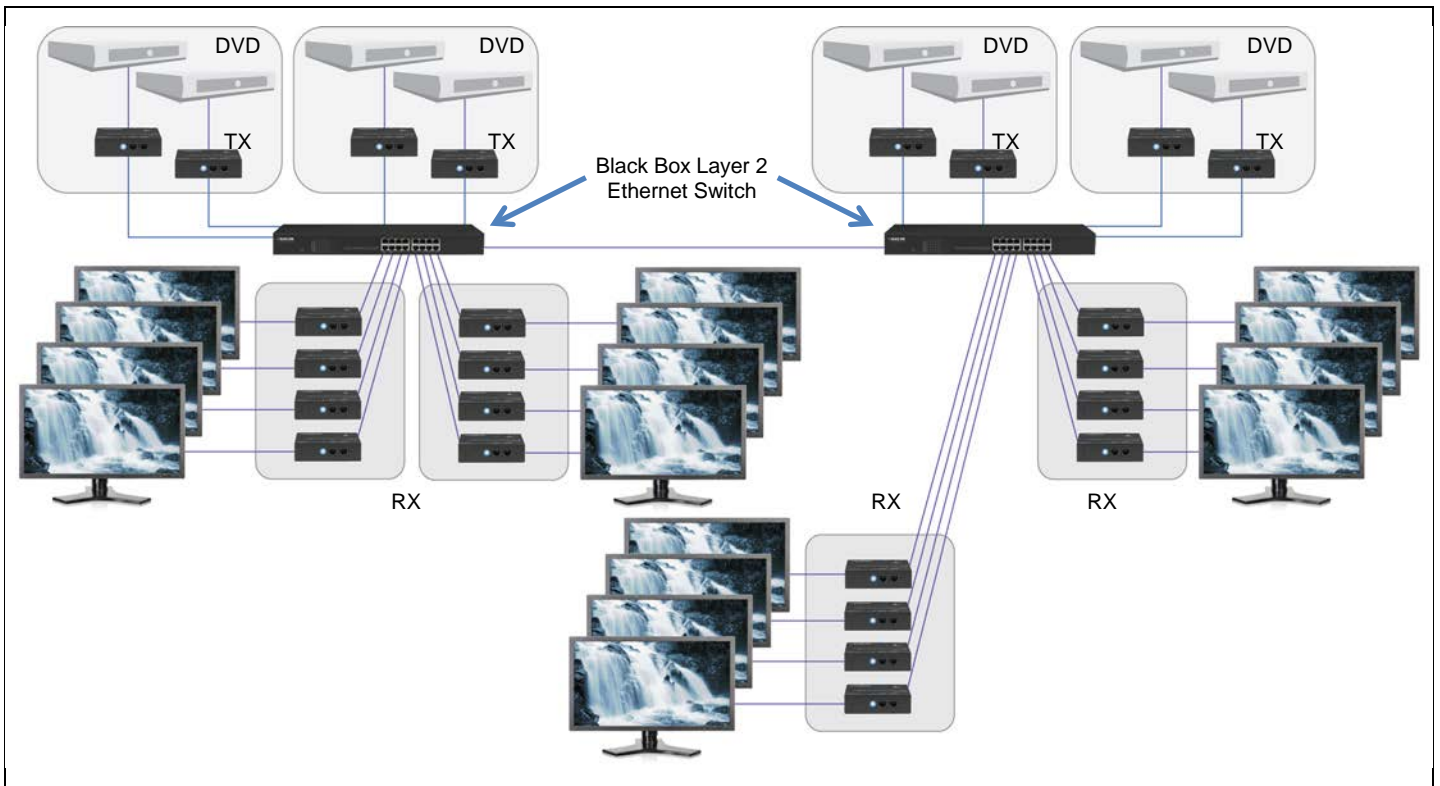 DVD
DVD
DVD
DVD
TX
TX
TX
TX
Black Box Layer 2
Ethernet Switch
RX
RX
RX